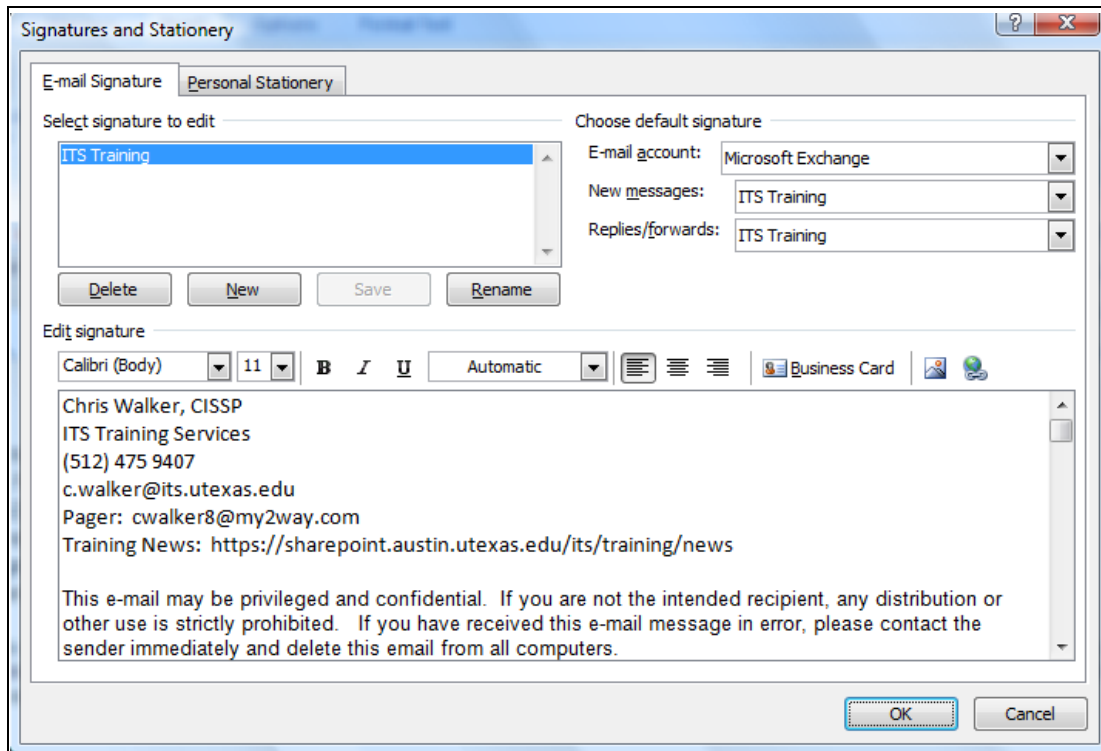 Signatures and Stationery
E-mail Signature
Personal Stationery
Select signature to edit
Choose default signature
ITS Training
E-mail account:
Microsoft Exchange
New messages:
ITS Training
Replies/forwards:
ITS Training
Delete
New
Save
Rename
Edit signature
Calibri (Body)
11
B
I
U
Automatic
Business Card
Chris Walker, CISSP
ITS Training Services
(512) 475 9407
c.walker@its.utexas.edu
Pager: cwalker8@my2way.com
Training News: https://sharepoint.austin.utexas.edu/its/training/news
This e-mail may be privileged and confidential. If you are not the intended recipient, any distribution or
other use is strictly prohibited. If you have received this e-mail message in error, please contact the
sender immediately and delete this email from all computers.
OK
Cancel